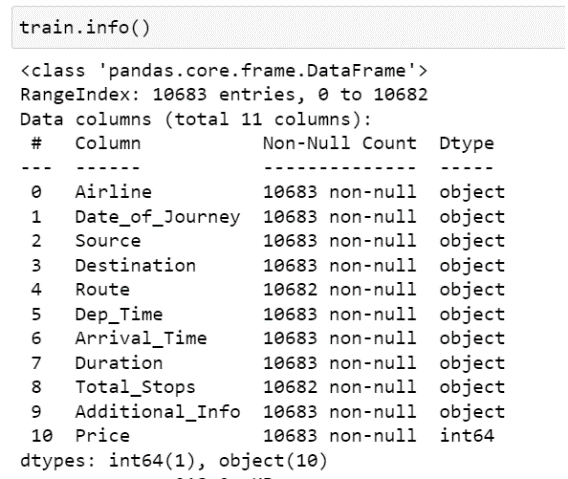 train.info()
<class 'pandas.core.frame.DataFrame'>
RangeIndex: 10683 entries, 0 to 10682
Data columns (total 11 columns):
#   Column           Non-Null Count  Dtype
---  ------           --------------  -----
0   Airline          10683 non-null  object
1   Date_of_Journey  10683 non-null  object
2   Source           10683 non-null  object
3   Destination      10683 non-null  object
4   Route            10682 non-null  object
5   Dep_Time         10683 non-null  object
6   Arrival_Time     10683 non-null  object
7   Duration         10683 non-null  object
8   Total_Stops      10682 non-null  object
9   Additional_Info  10683 non-null  object
10  Price            10683 non-null  int64
dtypes: int64(1), object(10)